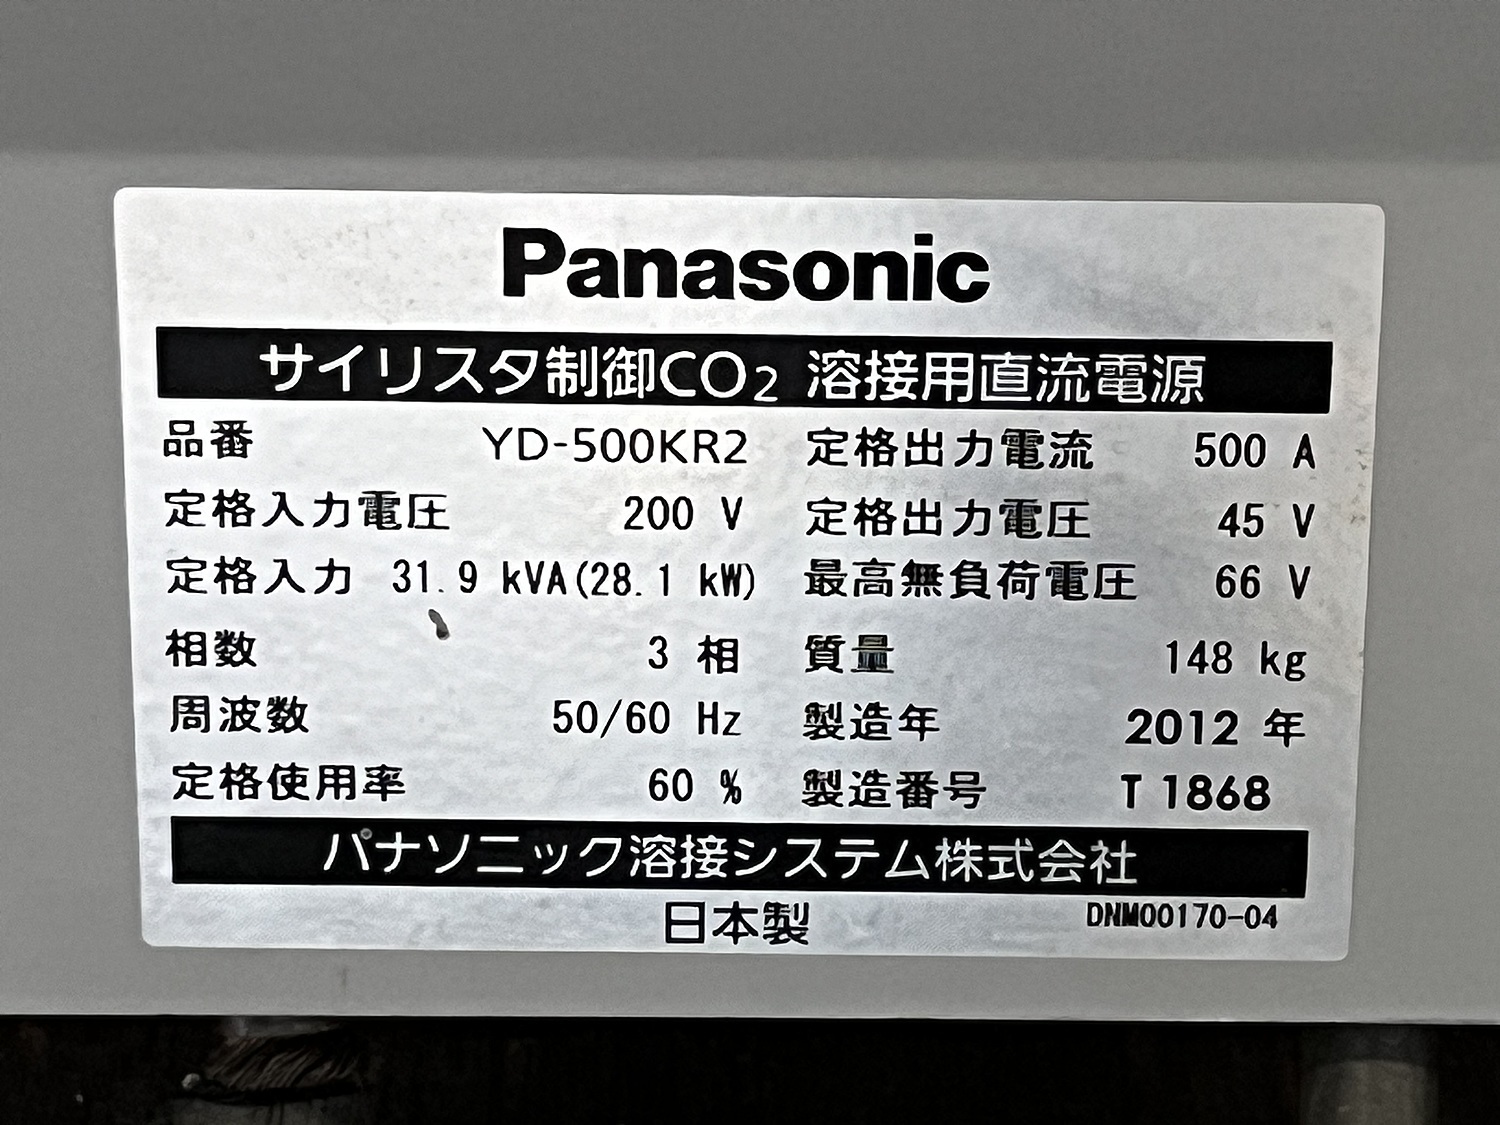 Panasonic
サイリスタ制御CO₂ 溶接用直流電源
品番 YD-500KR2 定格出力電流 500 A
定格入力電圧 200 V 定格出力電圧 45 V
定格入力 31.9 kVA(28.1 kW) 最高無負荷電圧 66 V
相数 3 相 質量 148 kg
周波数 50/60 Hz 製造年 2012 年
定格使用率 60 % 製造番号 T 1868
パナソニック溶接システム株式会社
日本製 DNM00170-04